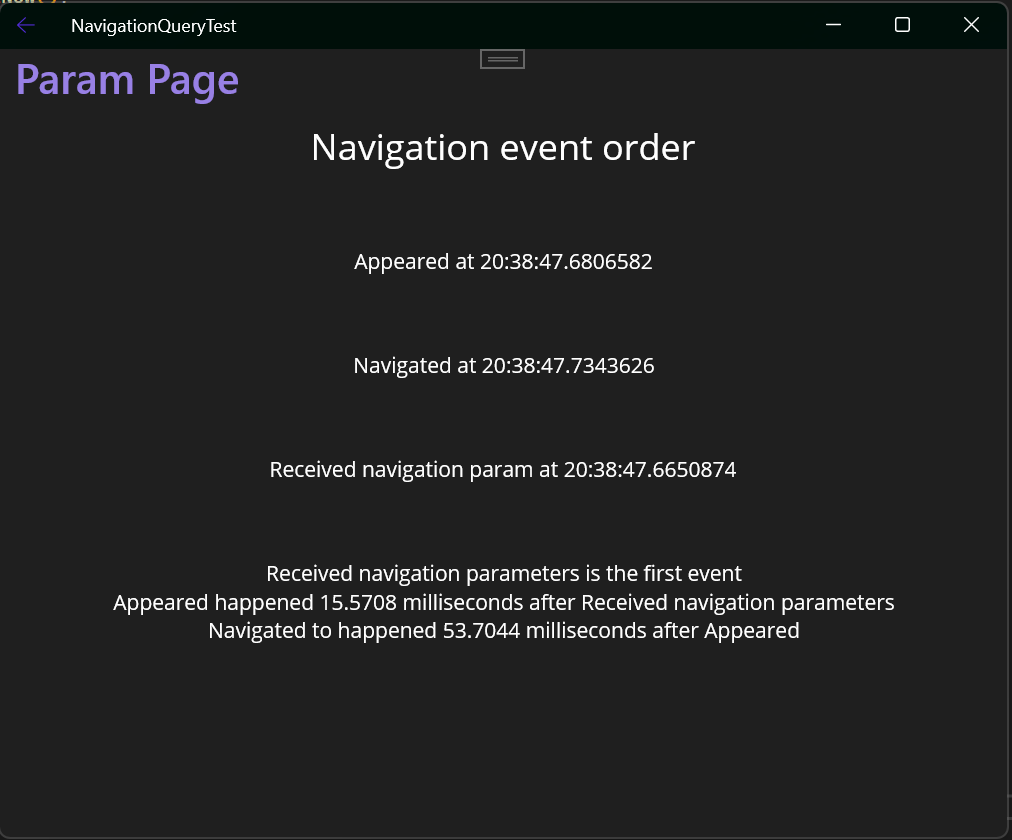 NavigationQueryTest
Param Page
Navigation event order
Appeared at 20:38:47.6806582
Navigated at 20:38:47.7343626
Received navigation param at 20:38:47.6650874
Received navigation parameters is the first event
Appeared happened 15.5708 milliseconds after Received navigation parameters
Navigated to happened 53.7044 milliseconds after Appeared